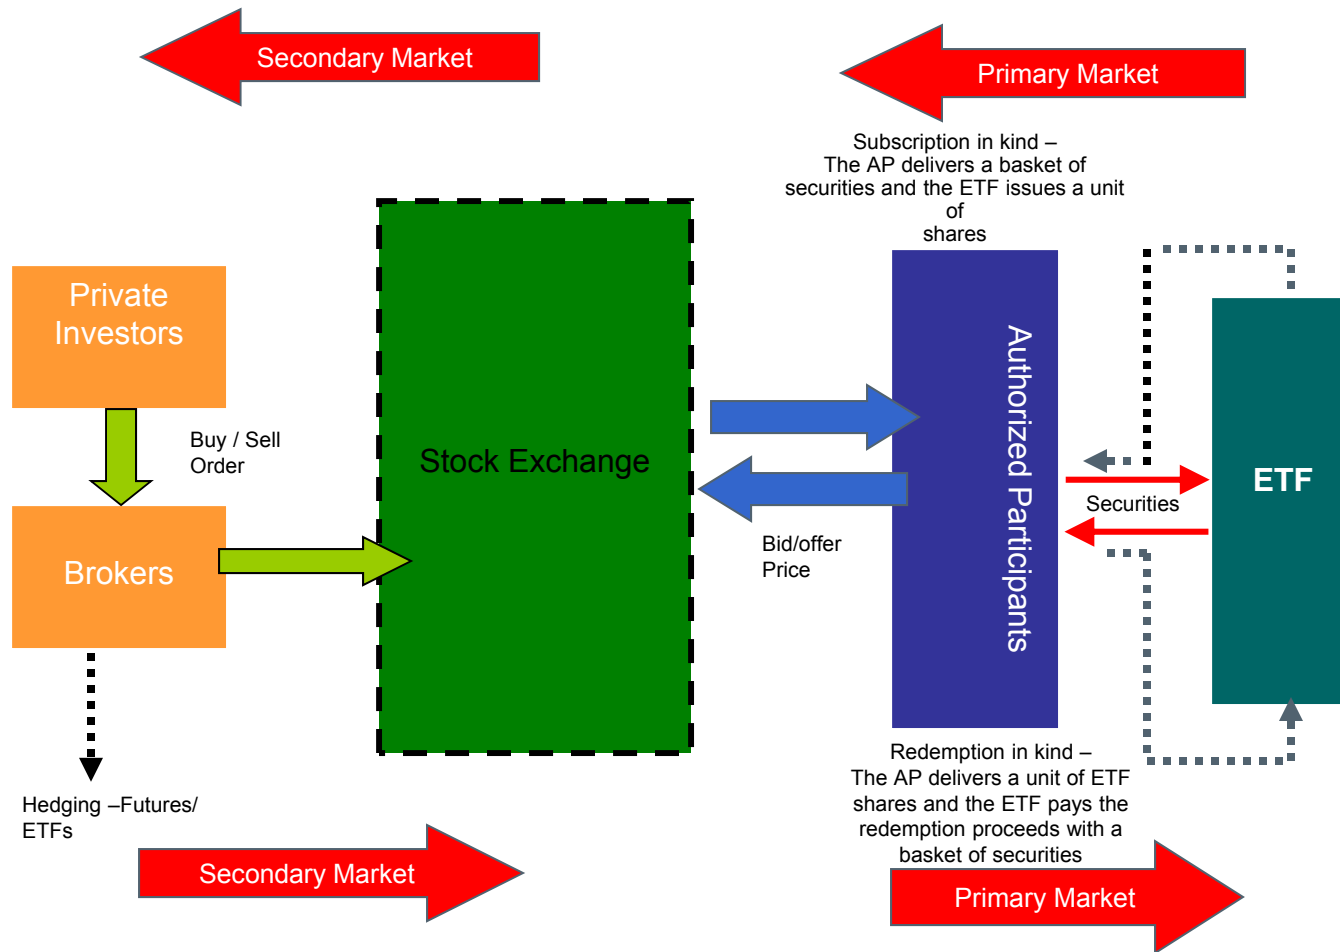 Secondary Market
Primary Market
Subscription in kind –
The AP delivers a basket of
securities and the ETF issues a unit
of
shares
Private
Investors
Buy / Sell
Order
Stock Exchange
Authorized Participants
Securities
ETF
Brokers
Bid/offer
Price
Hedging –Futures/
ETFs
Redemption in kind –
The AP delivers a unit of ETF
shares and the ETF pays the
redemption proceeds with a
basket of securities
Secondary Market
Primary Market